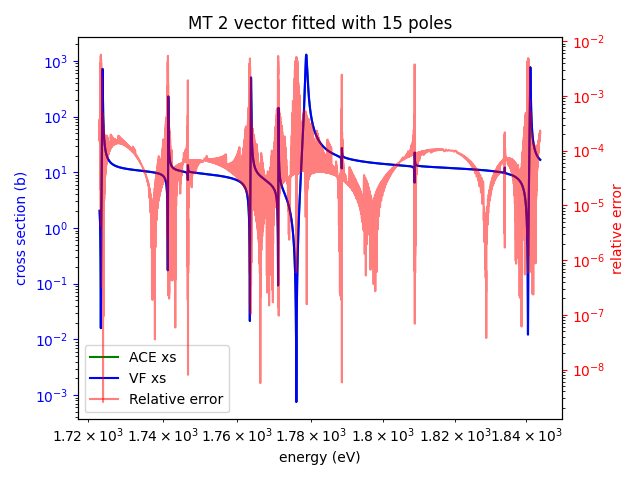 MT 2 vector fitted with 15 poles
10³
10²
10¹
10⁰
10⁻¹
10⁻²
10⁻³
cross section (b)
10⁻²
10⁻³
10⁻⁴
10⁻⁵
10⁻⁶
10⁻⁷
10⁻⁸
relative error
ACE xs
VF xs
Relative error
1.72 × 10³ 1.74 × 10³ 1.76 × 10³ 1.78 × 10³ 1.8 × 10³ 1.82 × 10³ 1.84 × 10³
energy (eV)